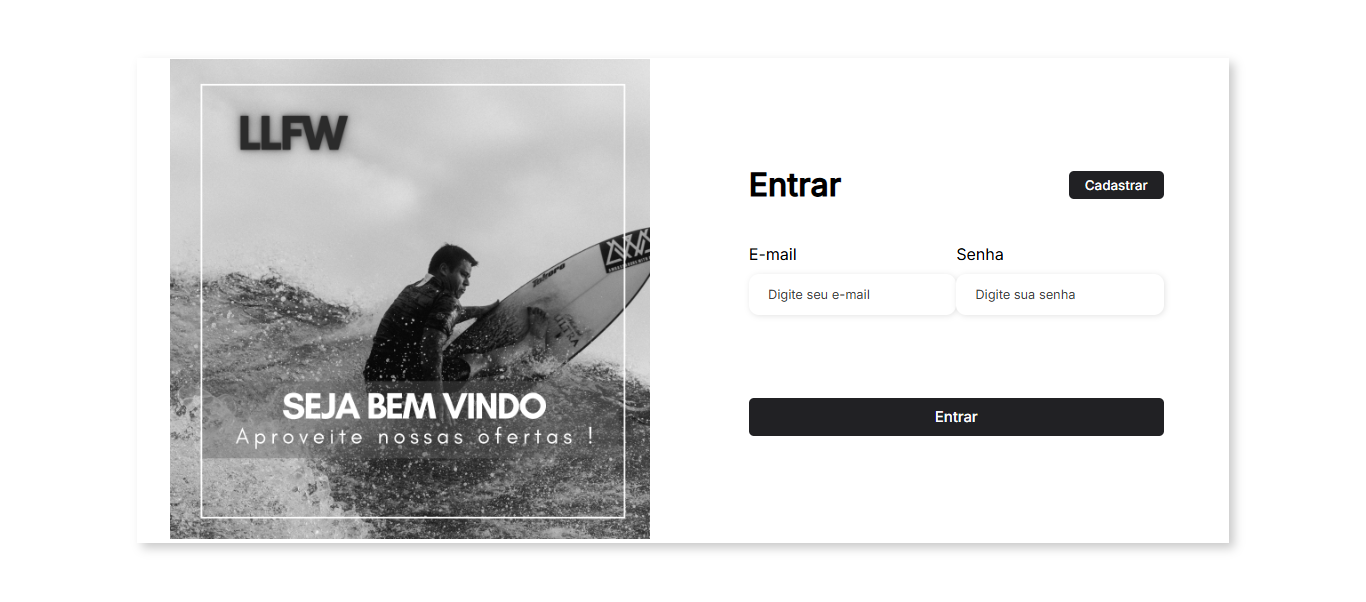 LLFW
SEJA BEM VINDO
Aproveite nossas ofertas !
Entrar
Cadastrar
E-mail
Senha
Digite seu e-mail
Digite sua senha
Entrar